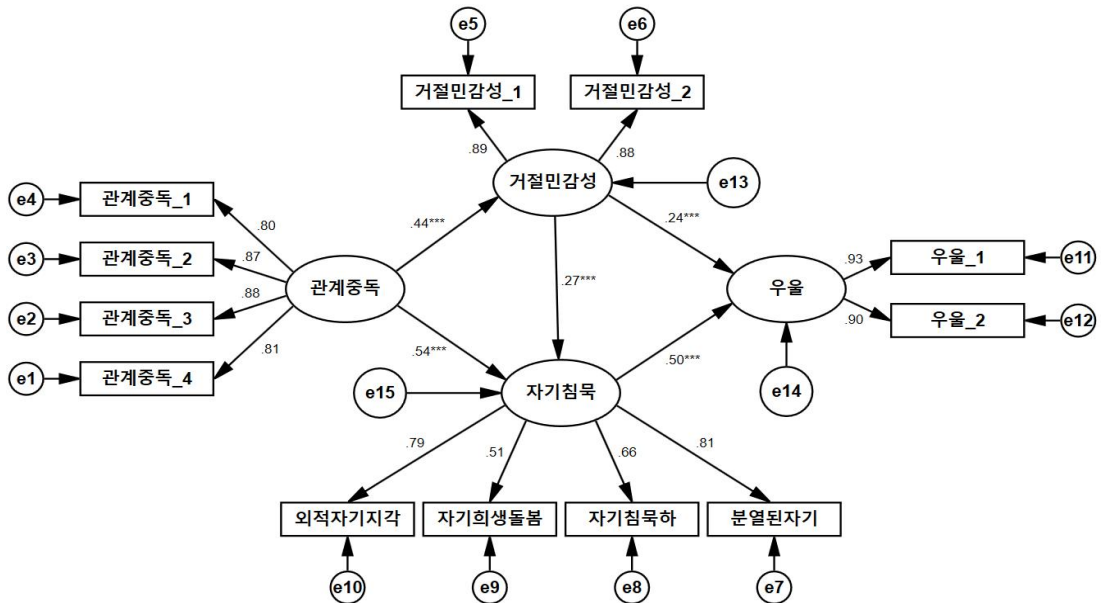 e5
e6
거절민감성_1
거절민감성_2
.89
.88
e4
관계중독_1
거절민감성
e13
.80
.44***
.24***
e3
관계중독_2
.87
우울_1
e11
.93
관계중독
.27***
우울
e2
관계중독_3
.88
.90
우울_2
e12
.81
.54***
.50***
e1
관계중독_4
e15
자기침묵
e14
.79
.51
.66
.81
외적자기지각
자기희생돌봄
자기침묵하
분열된자기
e10
e9
e8
e7